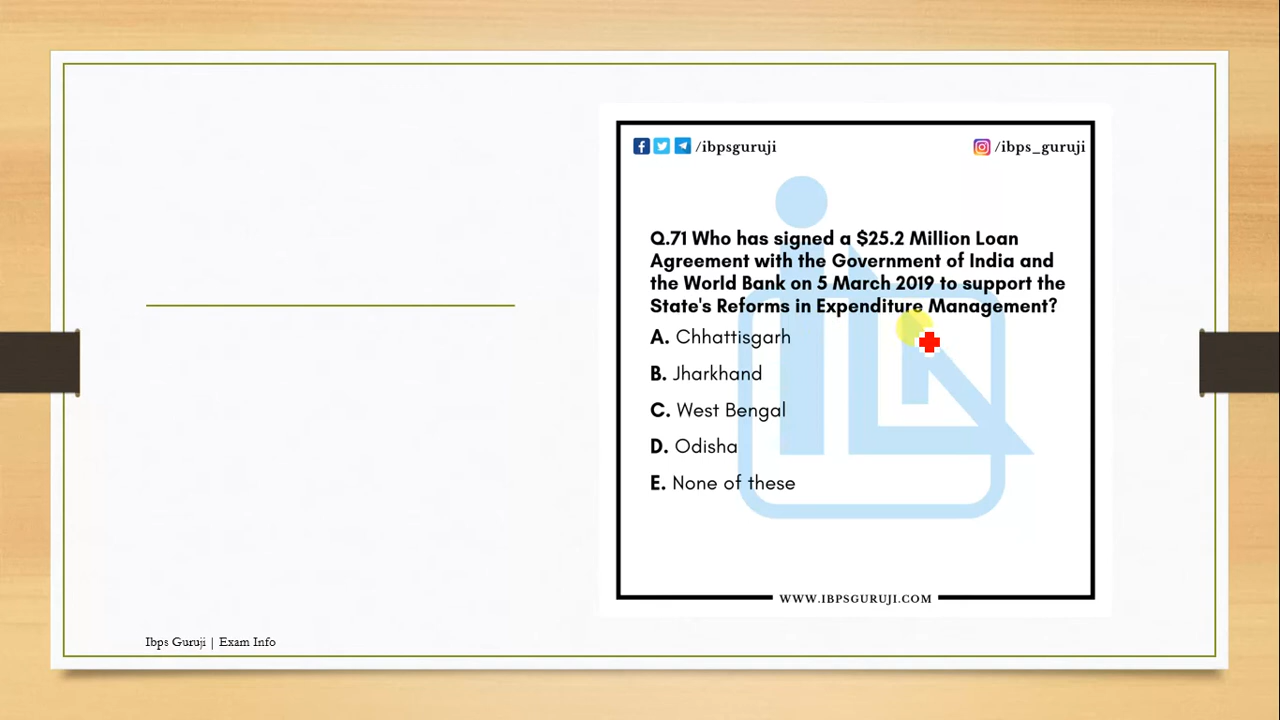 /ibpsguruji
/ibps_guruji
Q.71 Who has signed a $25.2 Million Loan
Agreement with the Government of India and
the World Bank on 5 March 2019 to support the
State's Reforms in Expenditure Management?
A. Chhattisgarh
B. Jharkhand
C. West Bengal
D. Odisha
E. None of these
WWW.IBPSGURUJI.COM
Ibps Guruji | Exam Info